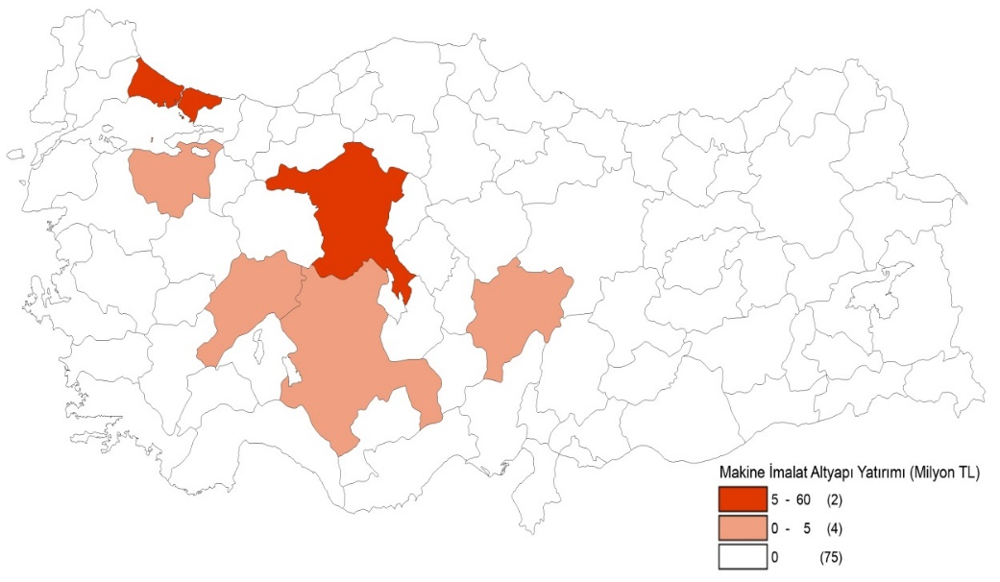 Makine İmalat Altyapı Yatırımı (Milyon TL)
5 - 60 (2)
0 - 5 (4)
0 (75)